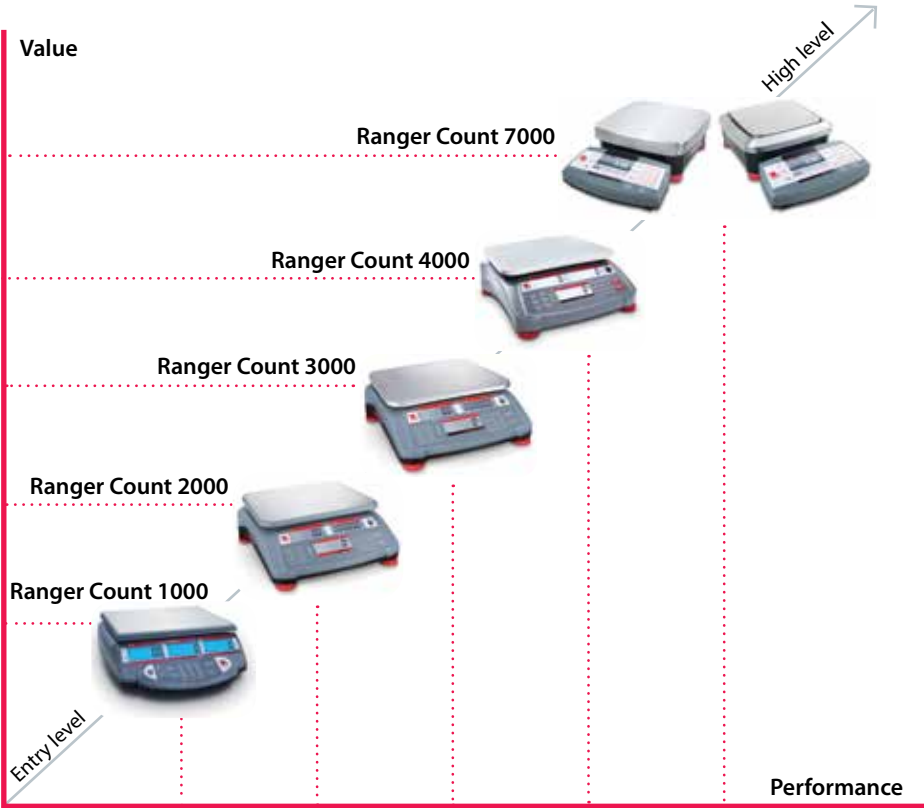 Value
High level
Ranger Count 7000
Ranger Count 4000
Ranger Count 3000
Ranger Count 2000
Ranger Count 1000
Entry level
Performance